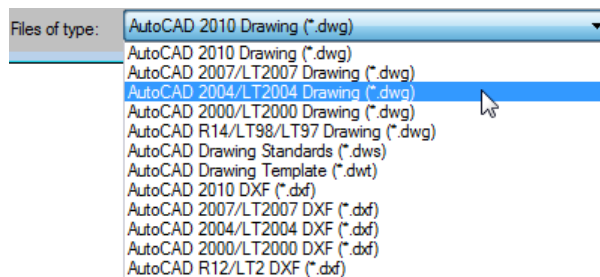 Files of type: AutoCAD 2010 Drawing (*.dwg)
AutoCAD 2010 Drawing (*.dwg)
AutoCAD 2007/LT2007 Drawing (*.dwg)
AutoCAD 2004/LT2004 Drawing (*.dwg)
AutoCAD 2000/LT2000 Drawing (*.dwg)
AutoCAD R14/LT98/LT97 Drawing (*.dwg)
AutoCAD Drawing Standards (*.dws)
AutoCAD Drawing Template (*.dwt)
AutoCAD 2010 DXF (*.dxf)
AutoCAD 2007/LT2007 DXF (*.dxf)
AutoCAD 2004/LT2004 DXF (*.dxf)
AutoCAD 2000/LT2000 DXF (*.dxf)
AutoCAD R12/LT2 DXF (*.dxf)